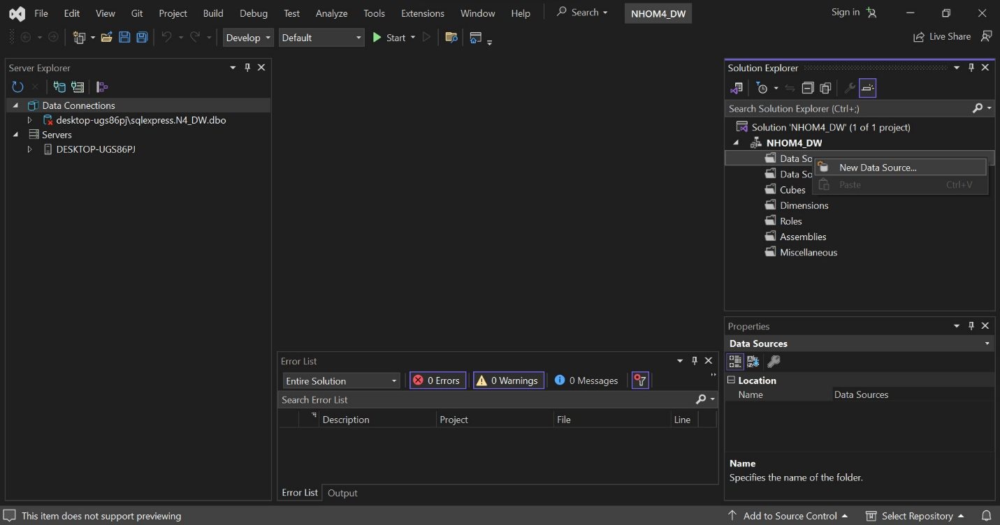 File Edit View Git Project Build Debug Test Analyze Tools Extensions Window Help Search NHOM4_DW Sign in
Develop Default Start Live Share
Server Explorer
Data Connections
desktop-ugs86pj\sqlexpress.N4_DW.dbo
Servers
DESKTOP-UGS86PJ
Solution Explorer
Search Solution Explorer (Ctrl+;)
Solution 'NHOM4_DW' (1 of 1 project)
NHOM4_DW
Data So
New Data Source...
Data So
Paste Ctrl+V
Cubes
Dimensions
Roles
Assemblies
Miscellaneous
Properties
Data Sources
Location
Name Data Sources
Name
Specifies the name of the folder.
Error List
Entire Solution 0 Errors 0 Warnings 0 Messages
Search Error List
Description Project File Line
Error List Output
This item does not support previewing Add to Source Control Select Repository